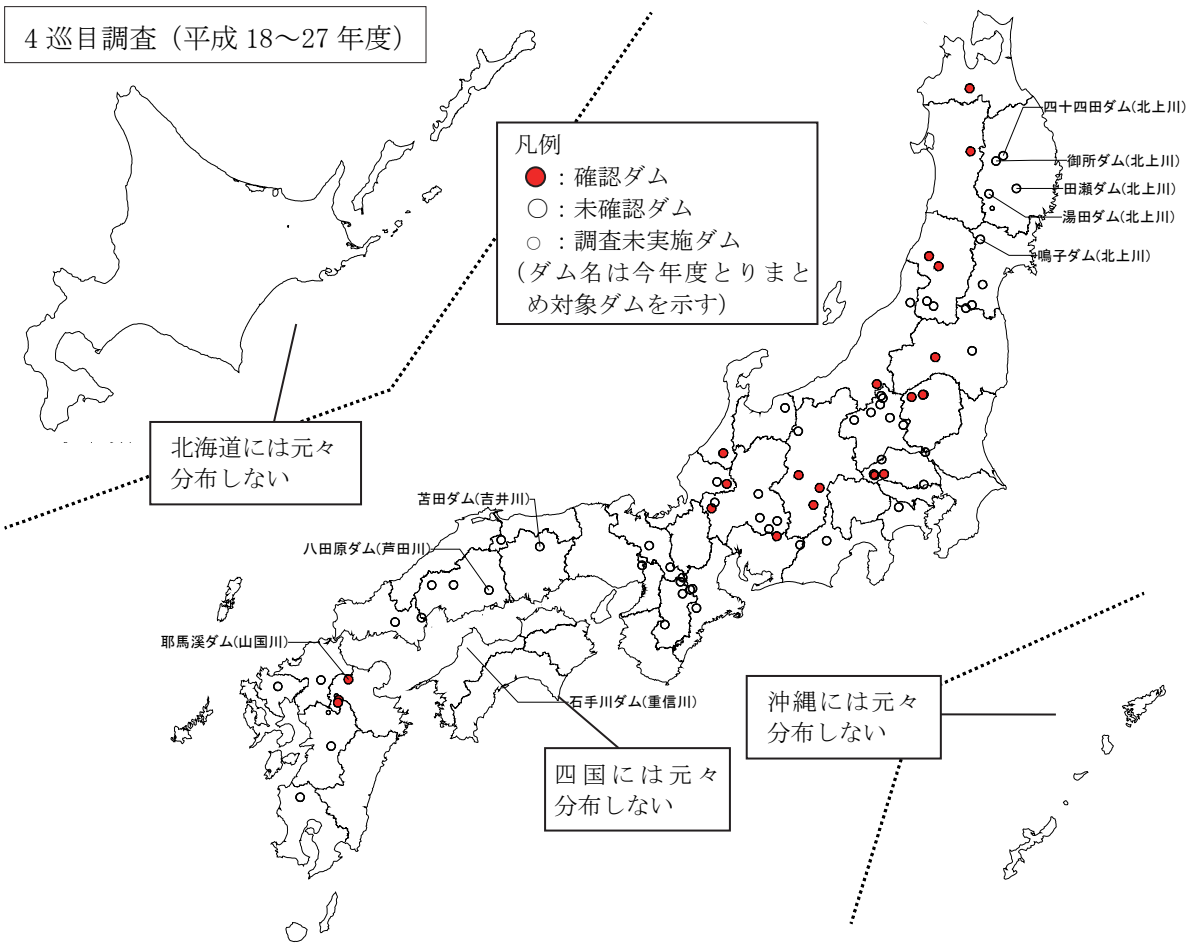 4 巡目調査（平成 18～27 年度）
凡例
：確認ダム
：未確認ダム
：調査未実施ダム
（ダム名は今年度とりまと
め対象ダムを示す）
四十四田ダム(北上川)
御所ダム(北上川)
田瀬ダム(北上川)
湯田ダム(北上川)
鳴子ダム(北上川)
北海道には元々
分布しない
苫田ダム(吉井川)
八田原ダム(芦田川)
耶馬溪ダム(山国川)
石手川ダム(重信川)
四国には元々
分布しない
沖縄には元々
分布しない